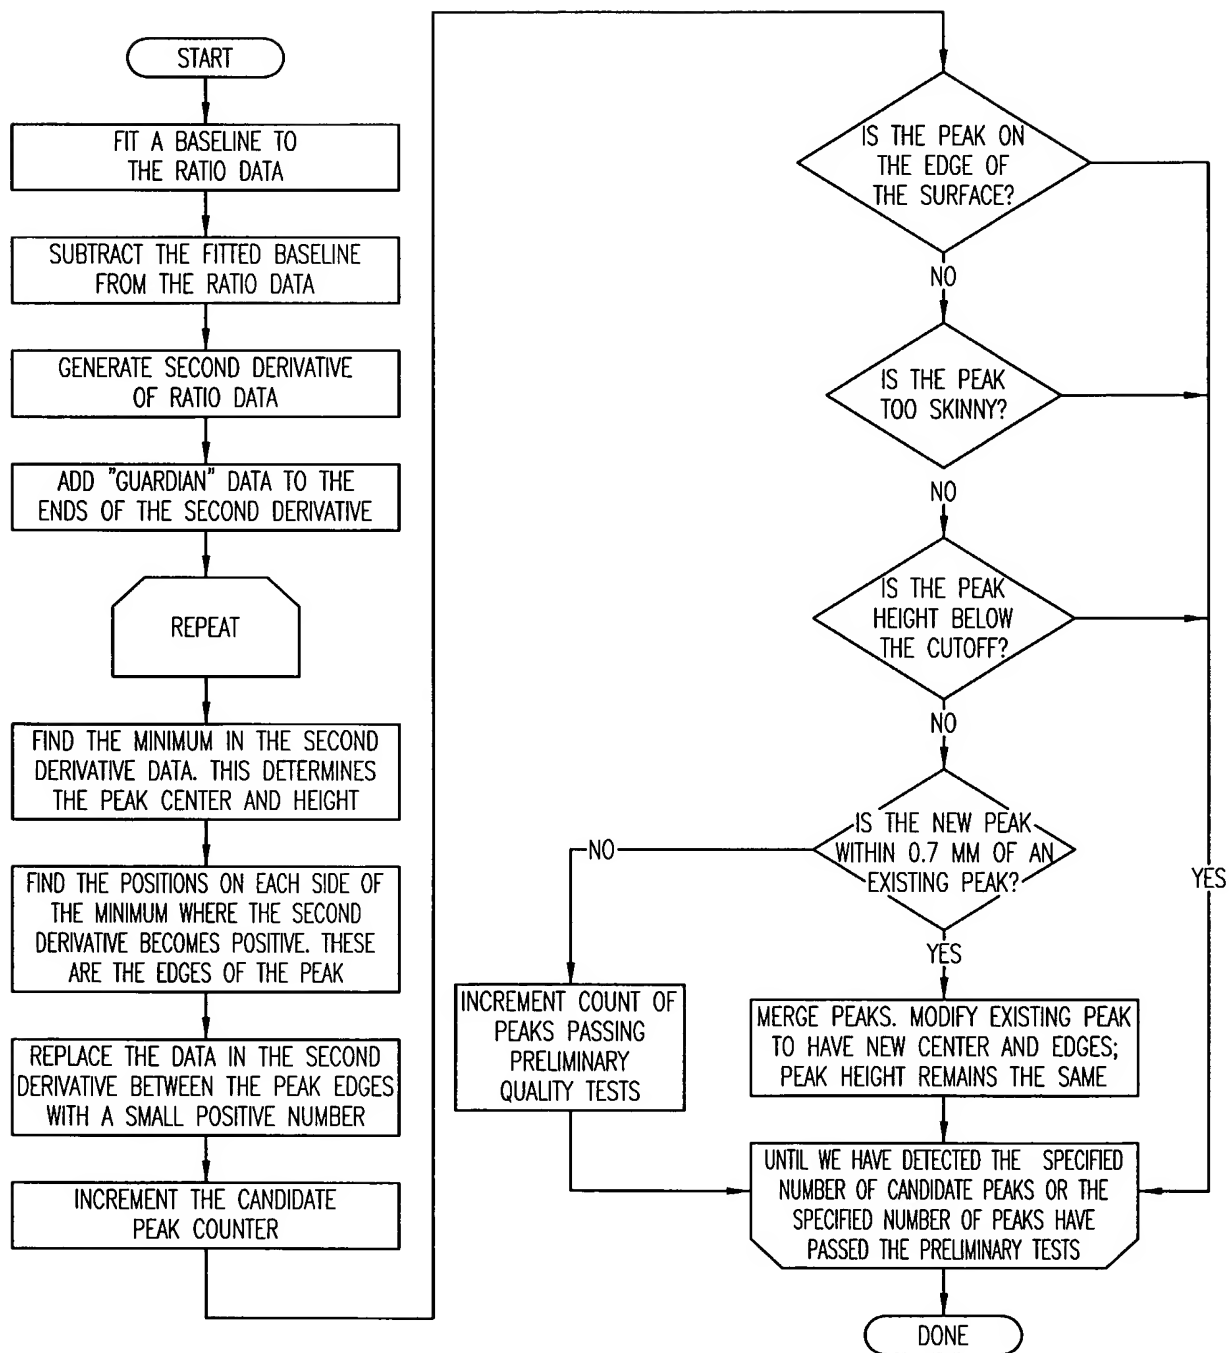 START
FIT A BASELINE TO
THE RATIO DATA
SUBTRACT THE FITTED BASELINE
FROM THE RATIO DATA
GENERATE SECOND DERIVATIVE
OF RATIO DATA
ADD "GUARDIAN" DATA TO THE
ENDS OF THE SECOND DERIVATIVE
REPEAT
FIND THE MINIMUM IN THE SECOND
DERIVATIVE DATA. THIS DETERMINES
THE PEAK CENTER AND HEIGHT
FIND THE POSITIONS ON EACH SIDE OF
THE MINIMUM WHERE THE SECOND
DERIVATIVE BECOMES POSITIVE. THESE
ARE THE EDGES OF THE PEAK
REPLACE THE DATA IN THE SECOND
DERIVATIVE BETWEEN THE PEAK EDGES
WITH A SMALL POSITIVE NUMBER
INCREMENT THE CANDIDATE
PEAK COUNTER
IS THE PEAK ON
THE EDGE OF
THE SURFACE?
NO
IS THE PEAK
TOO SKINNY?
NO
IS THE PEAK
HEIGHT BELOW
THE CUTOFF?
NO
IS THE NEW PEAK
WITHIN 0.7 MM OF AN
EXISTING PEAK?
NO
YES
YES
INCREMENT COUNT OF
PEAKS PASSING
PRELIMINARY
QUALITY TESTS
MERGE PEAKS. MODIFY EXISTING PEAK
TO HAVE NEW CENTER AND EDGES;
PEAK HEIGHT REMAINS THE SAME
UNTIL WE HAVE DETECTED THE SPECIFIED
NUMBER OF CANDIDATE PEAKS OR THE
SPECIFIED NUMBER OF PEAKS HAVE
PASSED THE PRELIMINARY TESTS
DONE